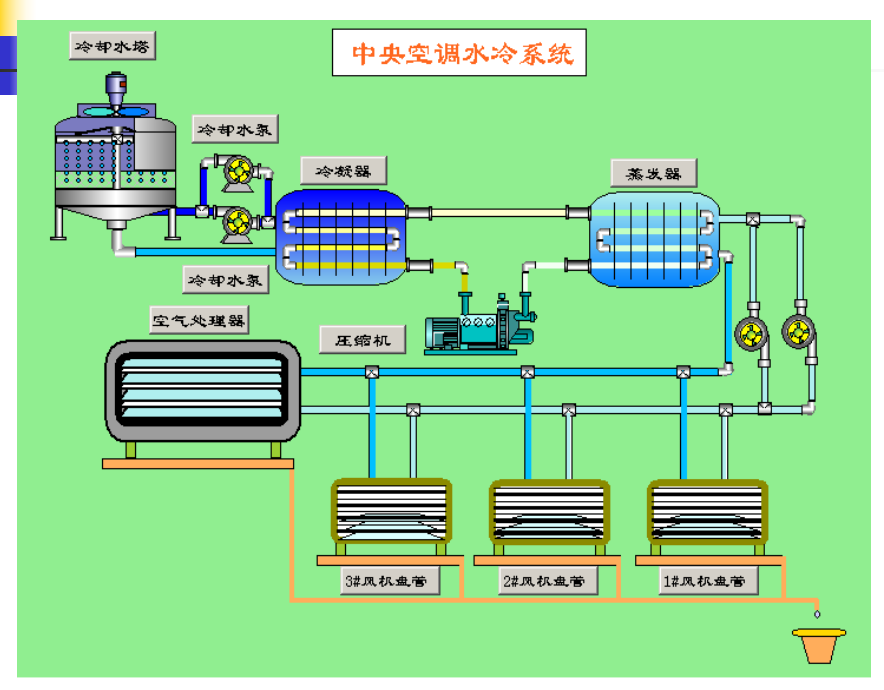 冷却水塔
中央空调水冷系统
冷却水泵
冷凝器
蒸发器
冷却水泵
空气处理器
压缩机
3#风机盘管
2#风机盘管
1#风机盘管